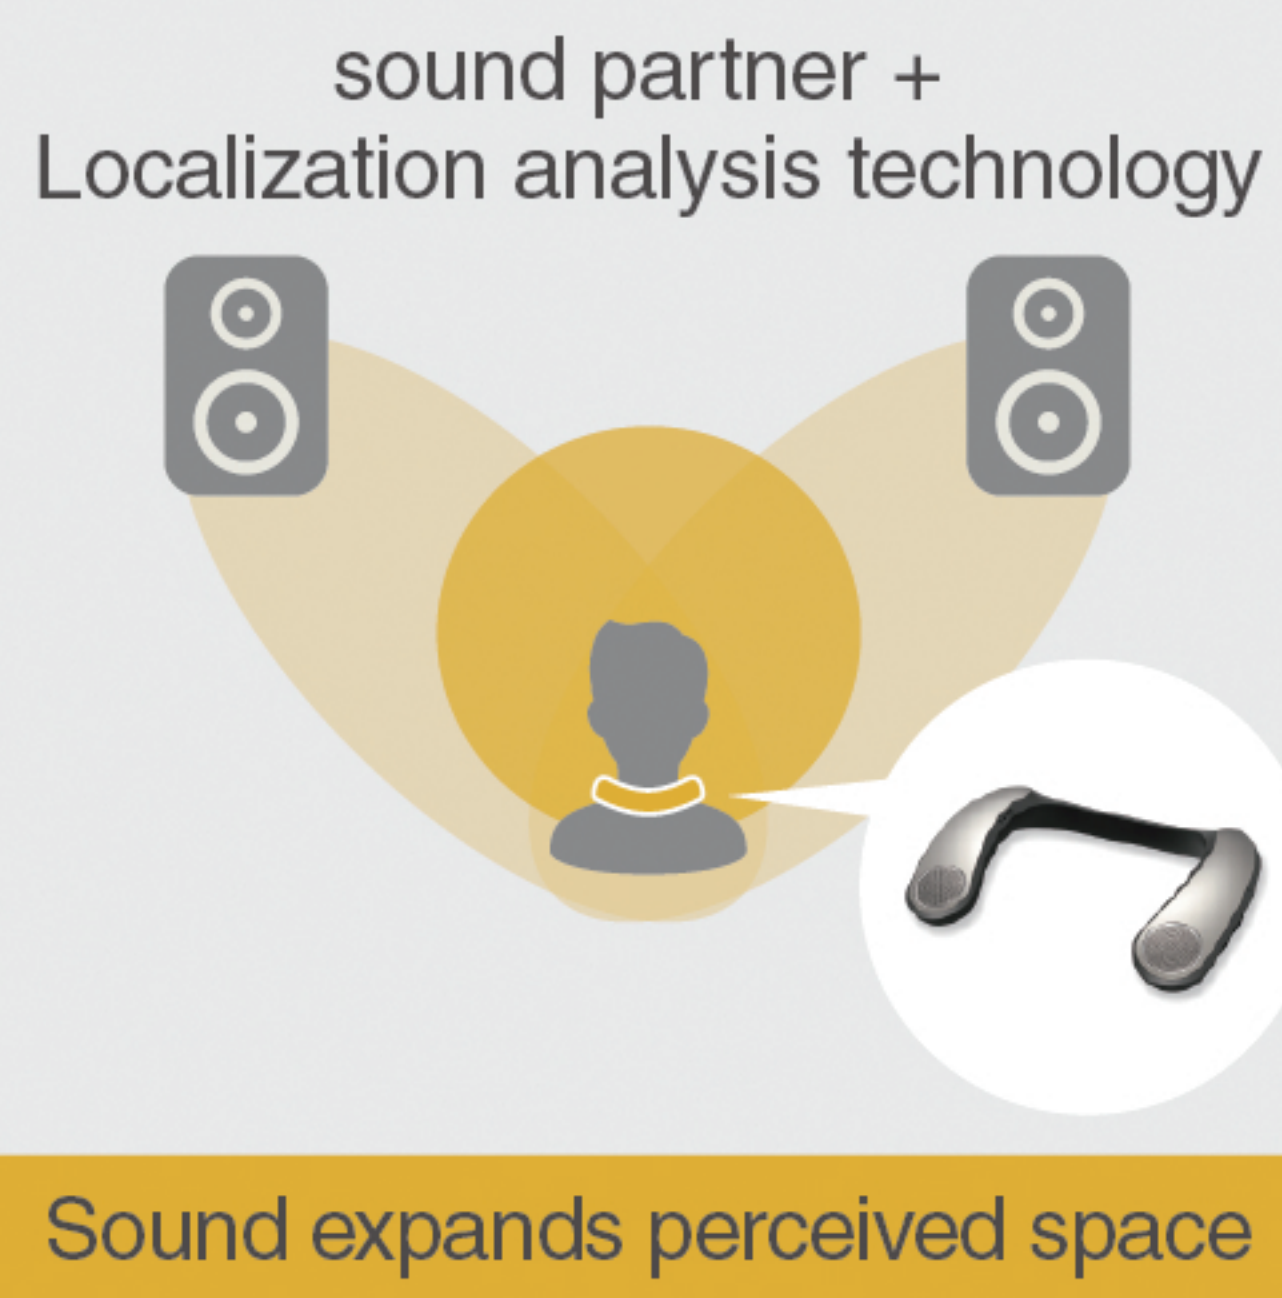 sound partner +
Localization analysis technology
Sound expands perceived space